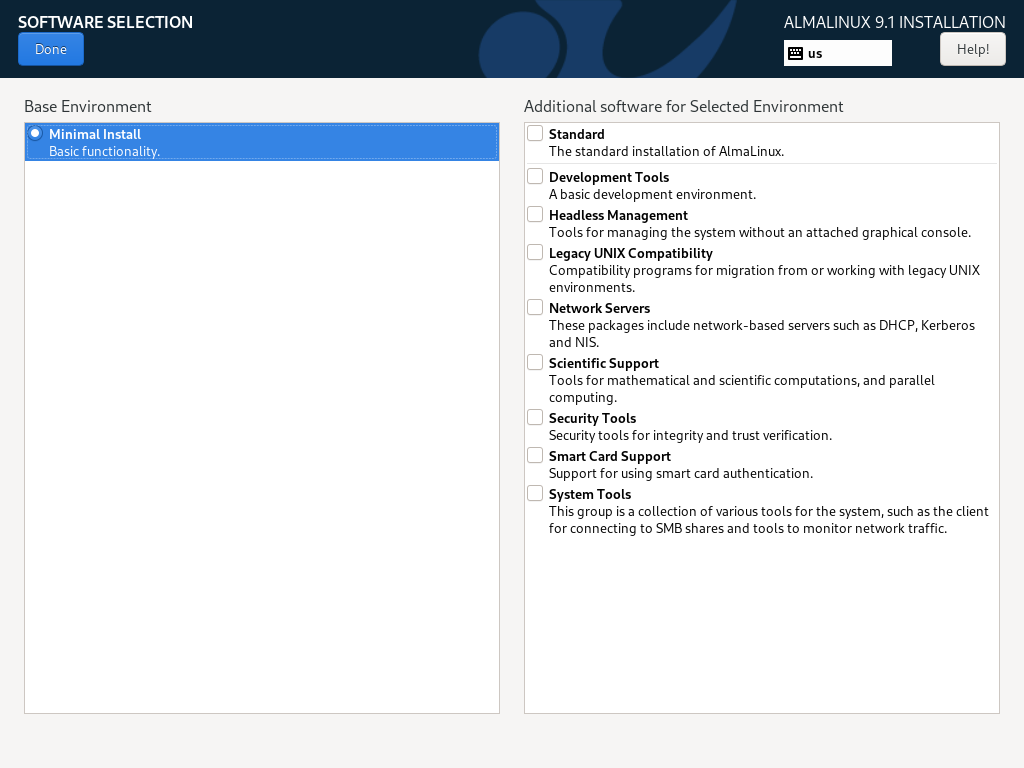 SOFTWARE SELECTION
Done
ALMALINUX 9.1 INSTALLATION
us
Help!
Base Environment
Minimal Install
Basic functionality.
Additional software for Selected Environment
Standard
The standard installation of AlmaLinux.
Development Tools
A basic development environment.
Headless Management
Tools for managing the system without an attached graphical console.
Legacy UNIX Compatibility
Compatibility programs for migration from or working with legacy UNIX
environments.
Network Servers
These packages include network-based servers such as DHCP, Kerberos
and NIS.
Scientific Support
Tools for mathematical and scientific computations, and parallel
computing.
Security Tools
Security tools for integrity and trust verification.
Smart Card Support
Support for using smart card authentication.
System Tools
This group is a collection of various tools for the system, such as the client
for connecting to SMB shares and tools to monitor network traffic.